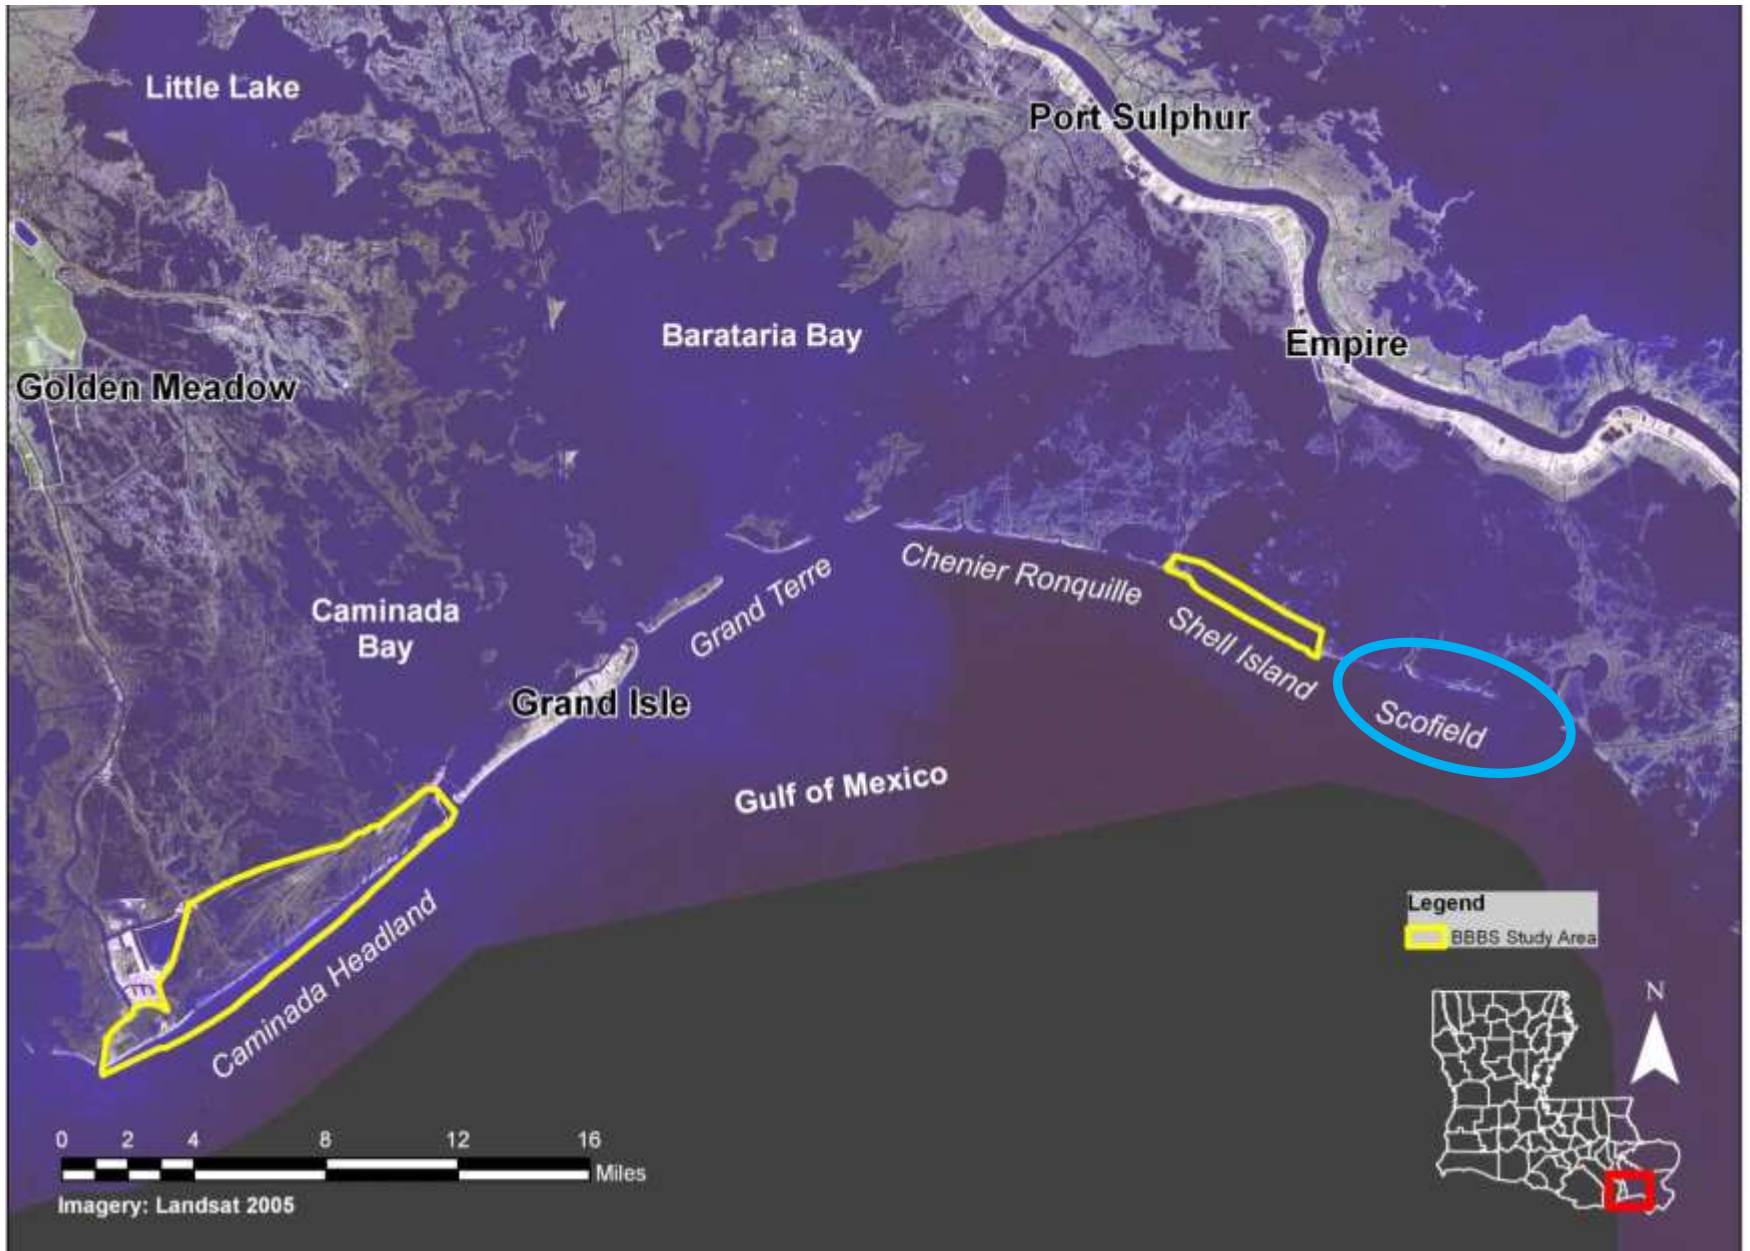 Little Lake
Port Sulphur
Barataria Bay
Empire
Golden Meadow
Chenier Ronquille
Grand Terre
Caminada
Bay
Shell Island
Grand Isle
Scofield
Gulf of Mexico
Caminada Headland
Legend
BBBS Study Area
N
0 2 4 8 12 16
Miles
Imagery: Landsat 2005